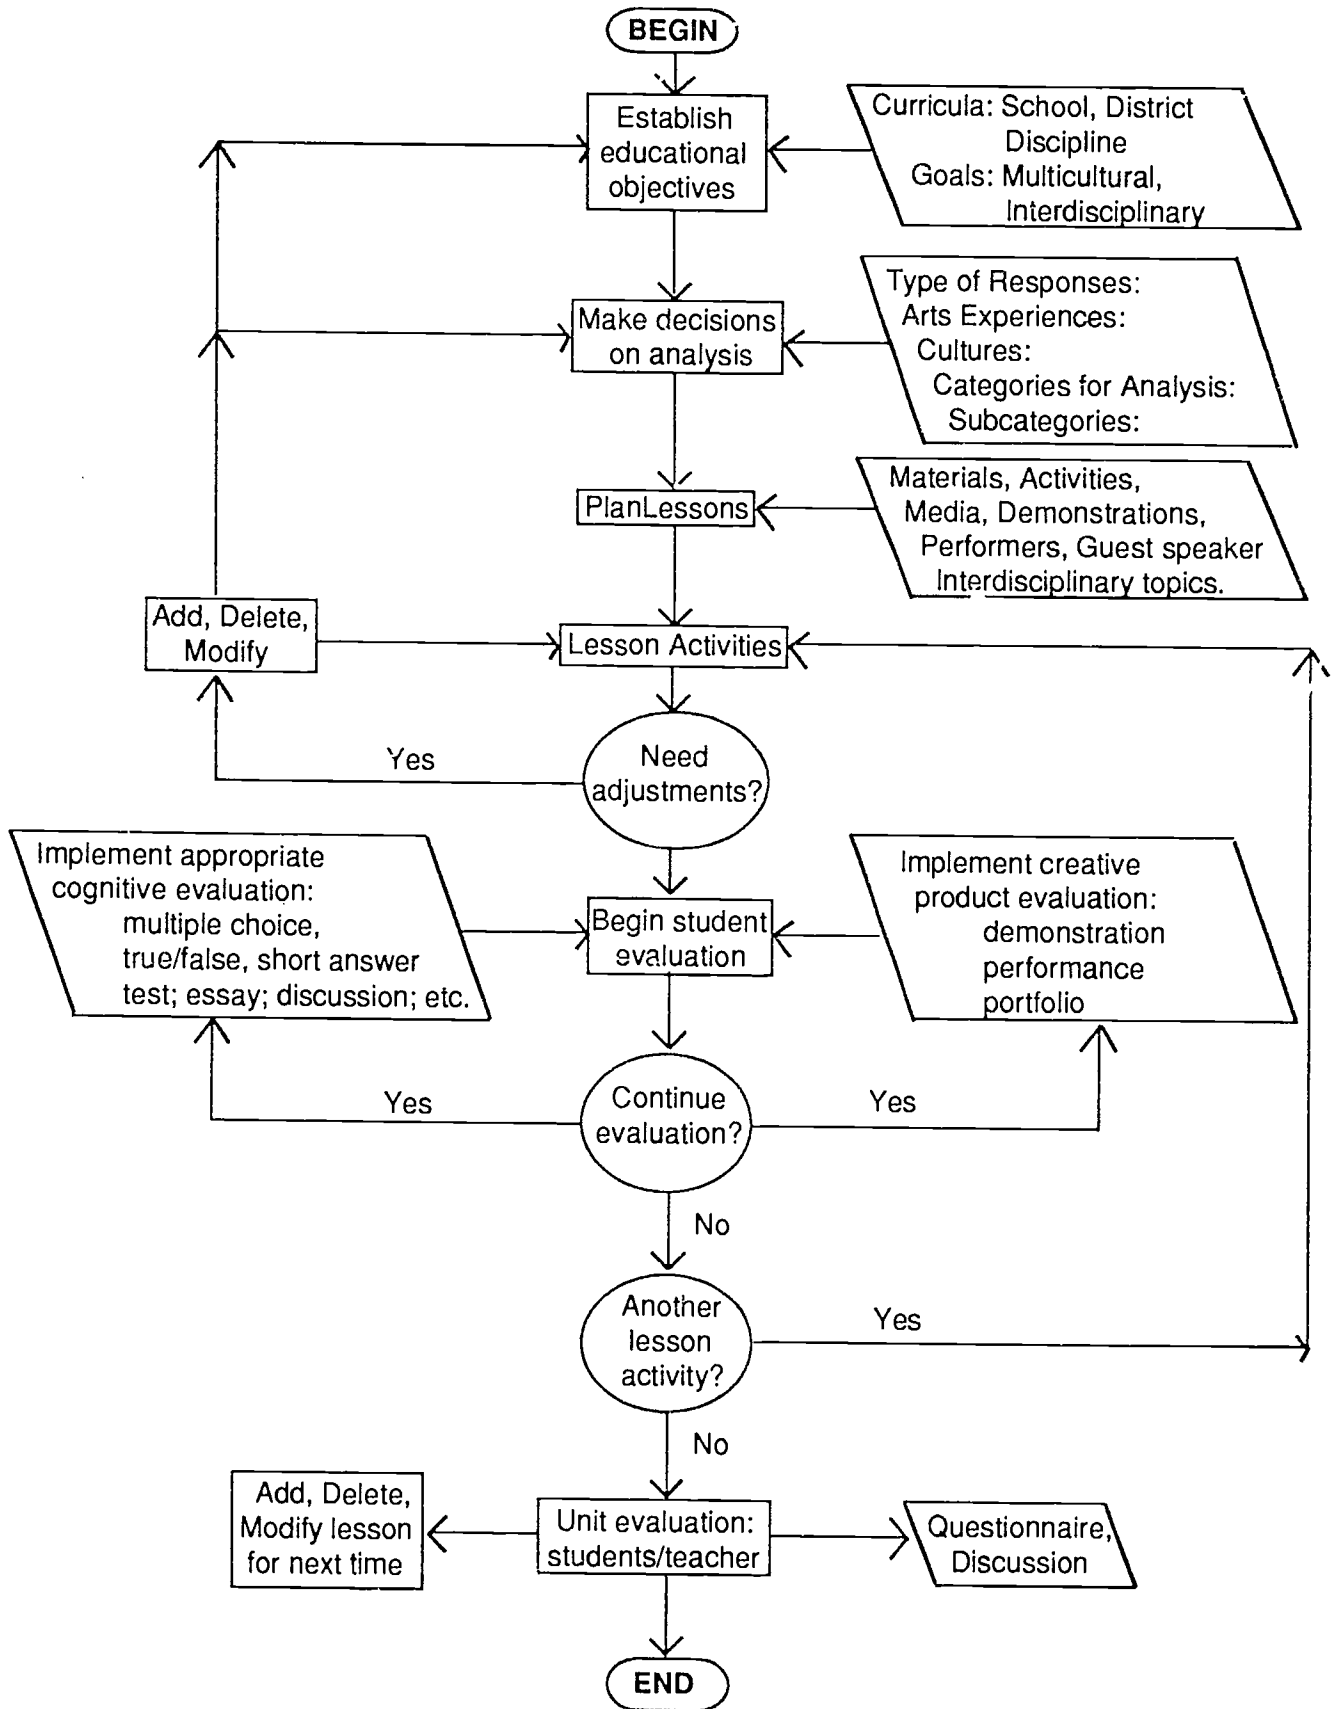 BEGIN
Establish
educational
objectives
Curricula: School, District
Discipline
Goals: Multicultural,
Interdisciplinary
Make decisions
on analysis
Type of Responses:
Arts Experiences:
Cultures:
Categories for Analysis:
Subcategories:
PlanLessons
Materials, Activities,
Media, Demonstrations,
Performers, Guest speaker
Interdisciplinary topics.
Add, Delete,
Modify
Lesson Activities
Need
adjustments?
Yes
Implement appropriate
cognitive evaluation:
multiple choice,
true/false, short answer
test; essay; discussion; etc.
Begin student
evaluation
Implement creative
product evaluation:
demonstration
performance
portfolio
Yes
Continue
evaluation?
Yes
No
Another
lesson
activity?
Yes
No
Add, Delete,
Modify lesson
for next time
Unit evaluation:
students/teacher
Questionnaire,
Discussion
END